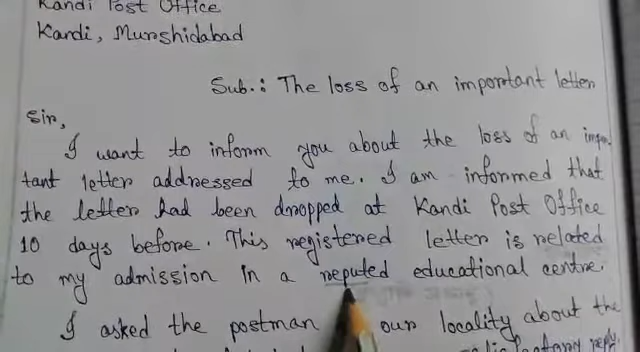 Kandi Post Office
Kandi, Murshidabad
Sub.: The loss of an important letter
Sir,
I want to inform you about the loss of an impor-
tant letter addressed to me. I am informed that
the letter had been dropped at Kandi Post Office
10 days before. This registered letter is related
to my admission in a reputed educational centre.
I asked the postman our locality about the
reply.